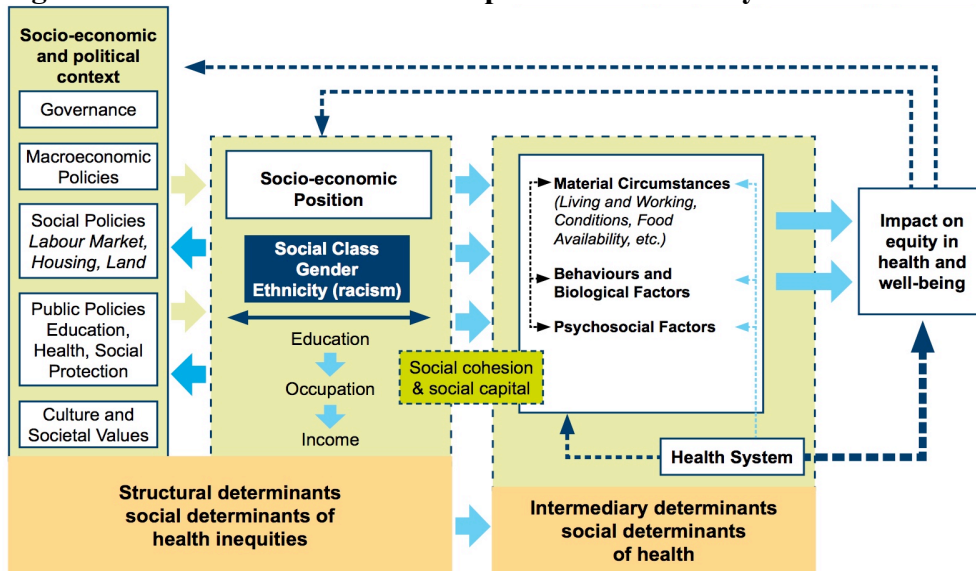 Socio-economic
and political
context
Governance
Macroeconomic
Policies
Social Policies
Labour Market,
Housing, Land
Public Policies
Education,
Health, Social
Protection
Culture and
Societal Values
Socio-economic
Position
Social Class
Gender
Ethnicity (racism)
Education
Occupation
Income
Social cohesion
& social capital
Material Circumstances
(Living and Working,
Conditions, Food
Availability, etc.)
Behaviours and
Biological Factors
Psychosocial Factors
Health System
Impact on
equity in
health and
well-being
Structural determinants
social determinants of
health inequities
Intermediary determinants
social determinants
of health